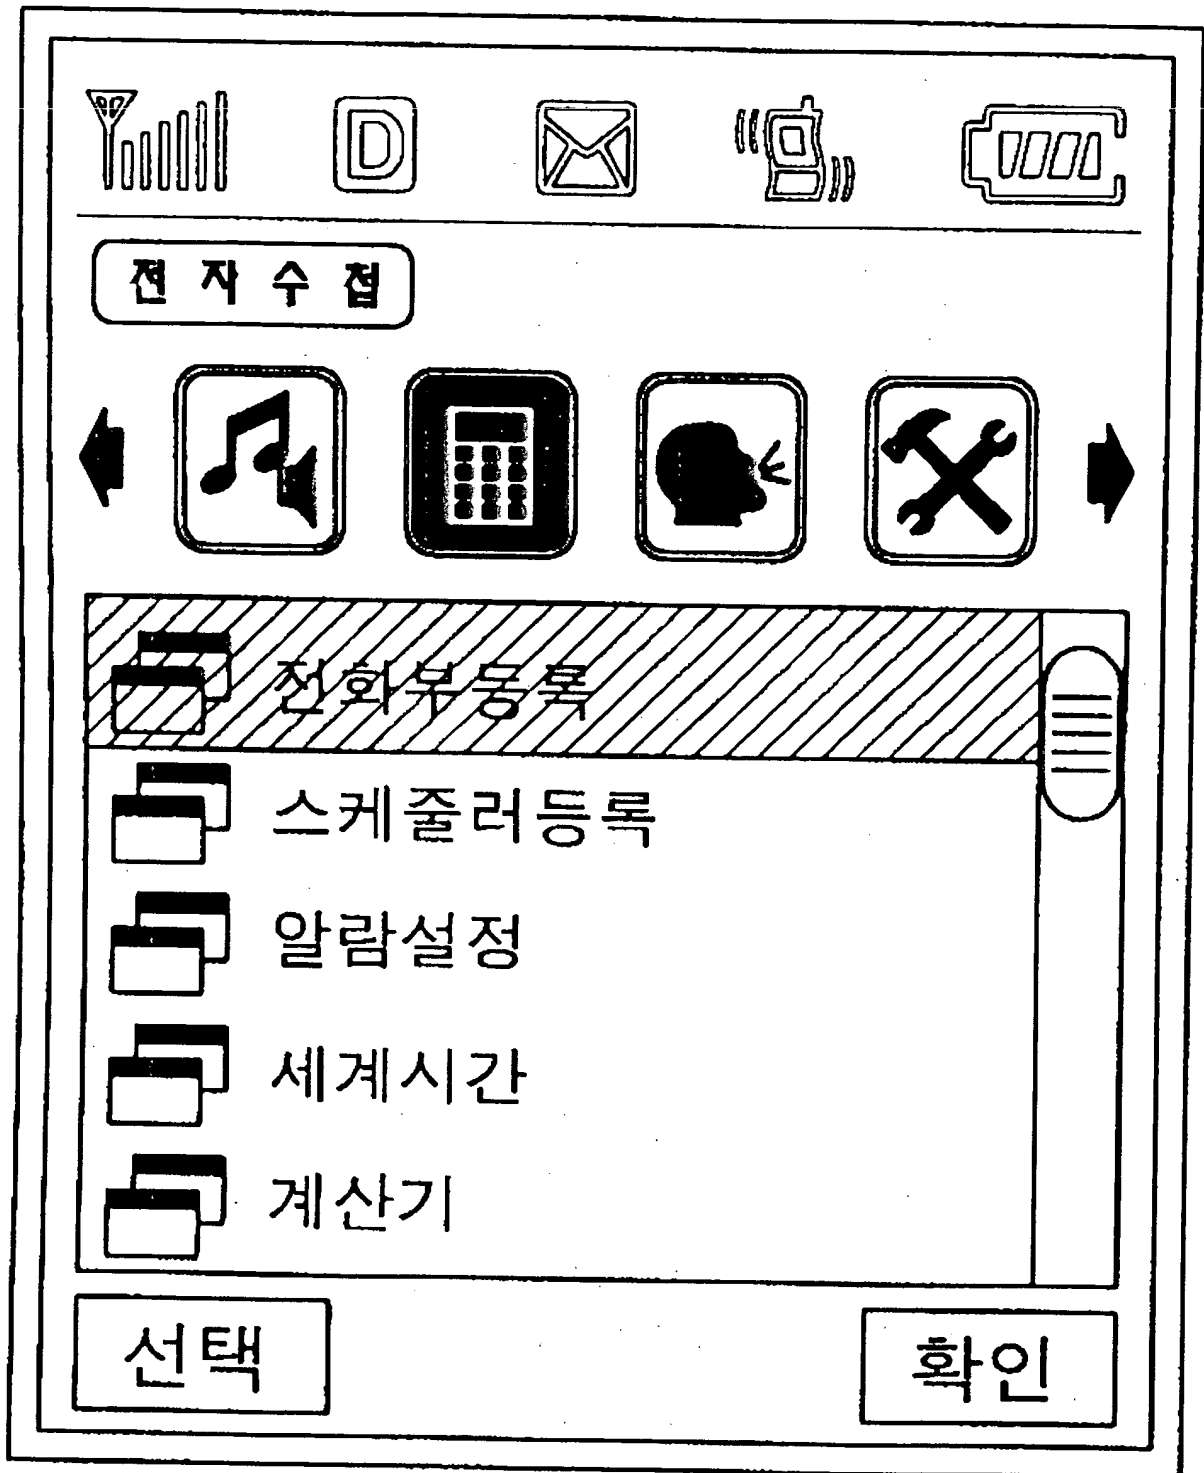 D
전자수첩
전화부등록
스케줄러등록
알람설정
세계시간
계산기
선택
확인